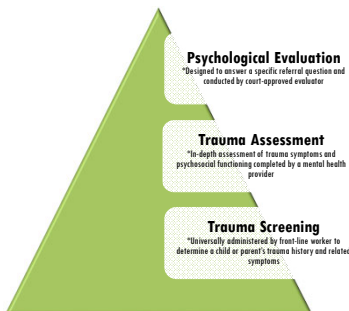 Psychological Evaluation
*Designed to answer a specific referral question and
conducted by court-approved evaluator
Trauma Assessment
*In-depth assessment of trauma symptoms and
psychosocial functioning completed by a mental health
provider
Trauma Screening
*Universally administered by front-line worker to
determine a child or parent's trauma history and related
symptoms